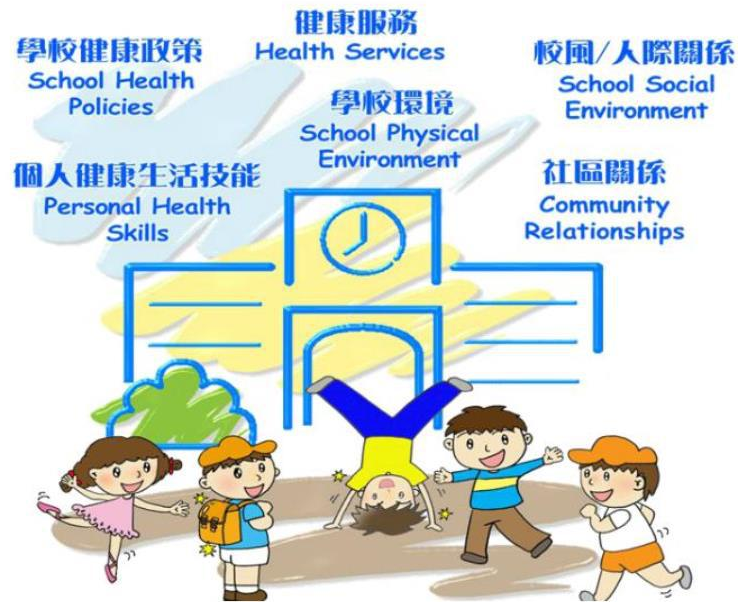 健康服務
Health Services
學校健康政策
School Health
Policies
校風/人際關係
School Social
Environment
學校環境
School Physical
Environment
個人健康生活技能
Personal Health
Skills
社區關係
Community
Relationships